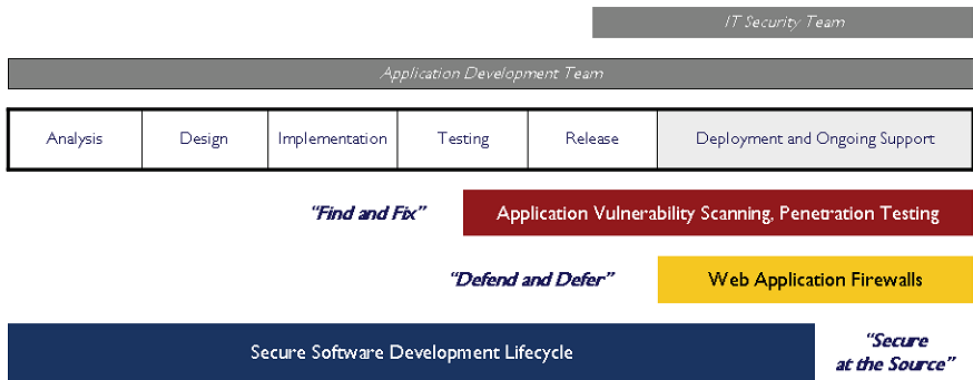 IT Security Team
Application Development Team
Analysis
Design
Implementation
Testing
Release
Deployment and Ongoing Support
"Find and Fix"
Application Vulnerability Scanning, Penetration Testing
"Defend and Defer"
Web Application Firewalls
Secure Software Development Lifecycle
"Secure
at the Source"